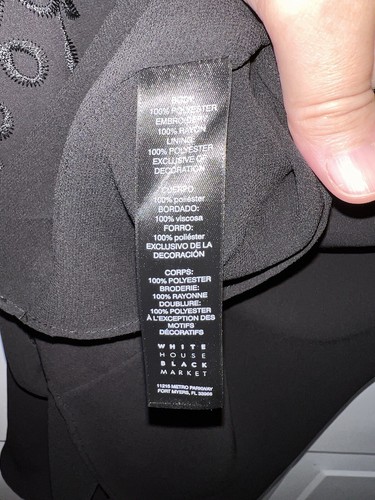 BODY:
100% POLYESTER
EMBROIDERY:
100% RAYON
LINING:
100% POLYESTER
EXCLUSIVE OF
DECORATION
CUERPO:
100% poliéster
BORDADO:
100% viscosa
FORRO:
100% poliéster
EXCLUSIVO DE LA
DECORACIÓN
CORPS:
100% POLYESTER
BRODERIE:
100% RAYONNE
DOUBLURE:
100% POLYESTER
À L'EXCEPTION DES
MOTIFS
DÉCORATIFS
WHITE
HOUSE
BLACK
MARKET
11215 METRO PARKWAY
FORT MYERS, FL 33966